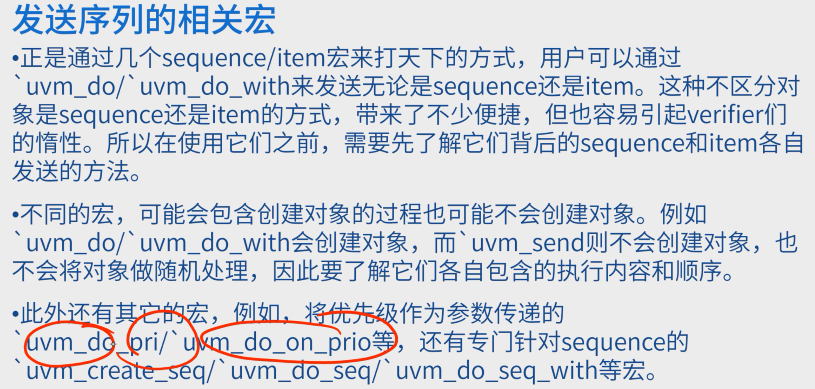 发送序列的相关宏
•正是通过几个sequence/item宏来打天下的方式，用户可以通过
`uvm_do/`uvm_do_with来发送无论是sequence还是item。这种不区分对
象是sequence还是item的方式，带来了不少便捷，但也容易引起verifier们
的惰性。所以在使用它们之前，需要先了解它们背后的sequence和item各自
发送的方法。
•不同的宏，可能会包含创建对象的过程也可能不会创建对象。例如
`uvm_do/`uvm_do_with会创建对象，而`uvm_send则不会创建对象，也
不会将对象做随机处理，因此要了解它们各自包含的执行内容和顺序。
•此外还有其它的宏，例如，将优先级作为参数传递的
`uvm_do_pri/`uvm_do_on_prio等，还有专门针对sequence的
`uvm_create_seq/`uvm_do_seq/`uvm_do_seq_with等宏。